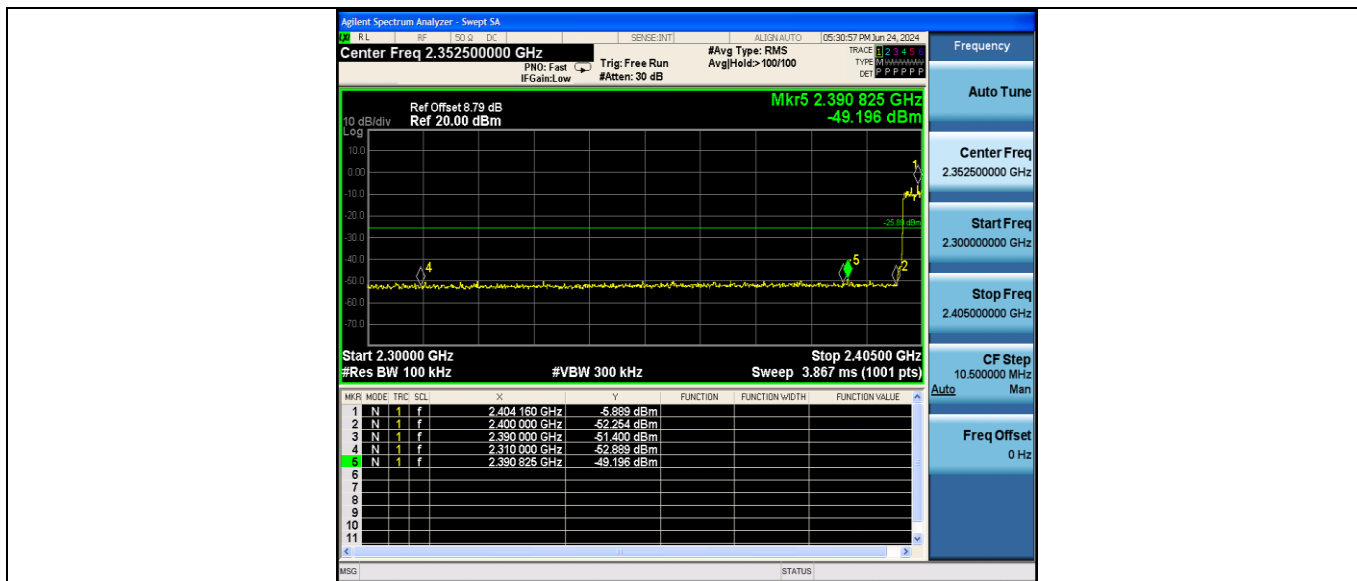 Agilent Spectrum Analyzer - Swept SA
RL RF 50 Ω DC SENSE:INT ALIGN AUTO 05:30:57 PM Jun 24, 2024
Center Freq 2.352500000 GHz
PNO: Fast
IFGain:Low
Trig: Free Run
#Atten: 30 dB
#Avg Type: RMS
Avg|Hold:>100/100
TRACE 1 2 3 4 5 6
TYPE M
DET P P P P P P
Mkr5 2.390 825 GHz
-49.196 dBm
Ref Offset 8.79 dB
10 dB/div Ref 20.00 dBm
Log
10.0
0.00
-10.0
-20.0
-30.0
-40.0
-50.0
-60.0
-70.0
1
-25.89 dBm
4
5
2
Start 2.30000 GHz Stop 2.40500 GHz
#Res BW 100 kHz #VBW 300 kHz Sweep 3.867 ms (1001 pts)
MKR MODE TRC SCL X Y FUNCTION FUNCTION WIDTH FUNCTION VALUE
1 N 1 f 2.404 160 GHz -5.889 dBm
2 N 1 f 2.400 000 GHz -52.254 dBm
3 N 1 f 2.390 000 GHz -51.400 dBm
4 N 1 f 2.310 000 GHz -52.889 dBm
5 N 1 f 2.390 825 GHz -49.196 dBm
6
7
8
9
10
11
MSG STATUS
Frequency
Auto Tune
Center Freq
2.352500000 GHz
Start Freq
2.300000000 GHz
Stop Freq
2.405000000 GHz
CF Step
10.500000 MHz
Auto Man
Freq Offset
0 Hz